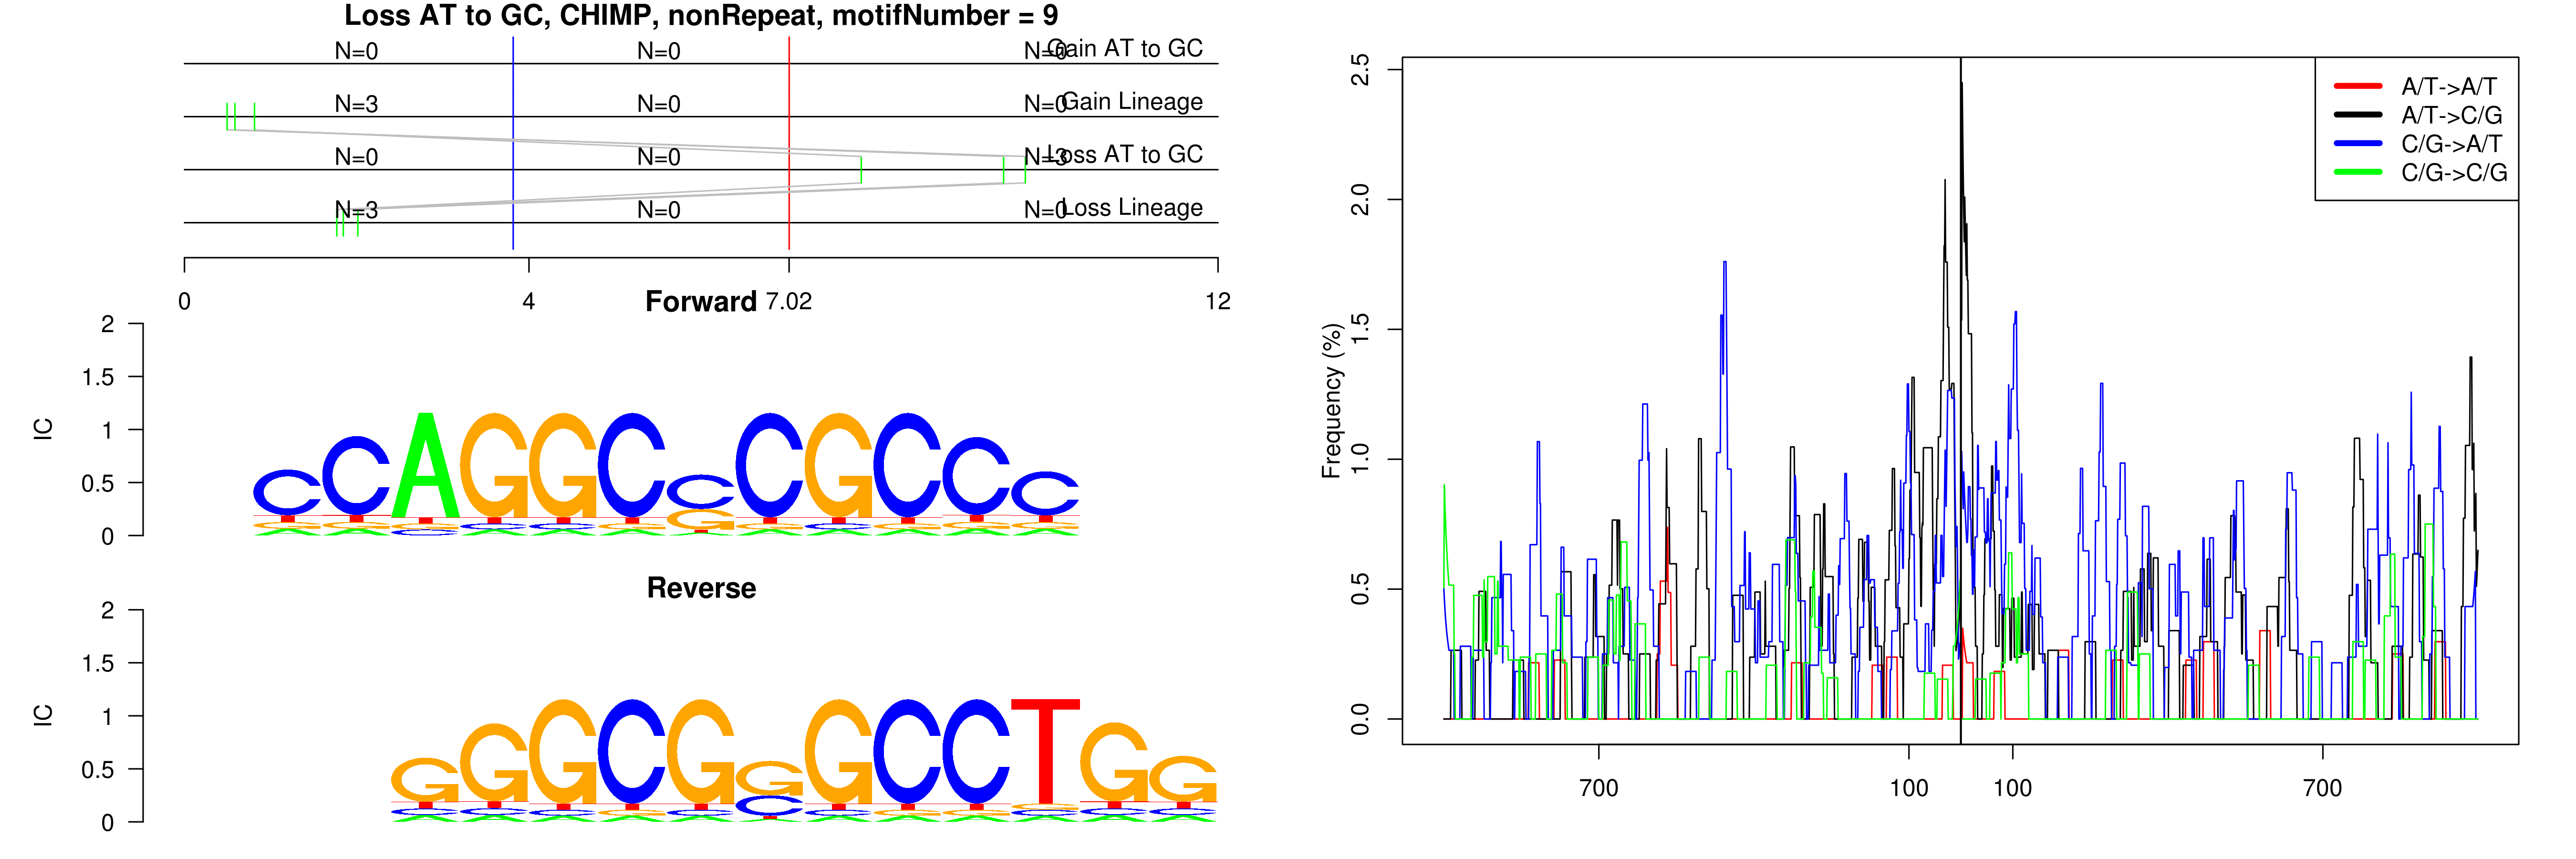 Loss AT to GC, CHIMP, nonRepeat, motifNumber = 9
N=0 N=0 N=0 Gain AT to GC
N=3 N=0 N=0 Gain Lineage
N=0 N=0 N=3 Loss AT to GC
N=3 N=0 N=0 Loss Lineage
0 4 7.02 12
Forward
2
1.5
1
0.5
0
IC
CCAGGCCCGCCC
Reverse
2
1.5
1
0.5
0
IC
GGGCGGGCCTGG
2.5
2.0
1.5
1.0
0.5
0.0
Frequency (%)
A/T->A/T
A/T->C/G
C/G->A/T
C/G->C/G
700 100 100 700